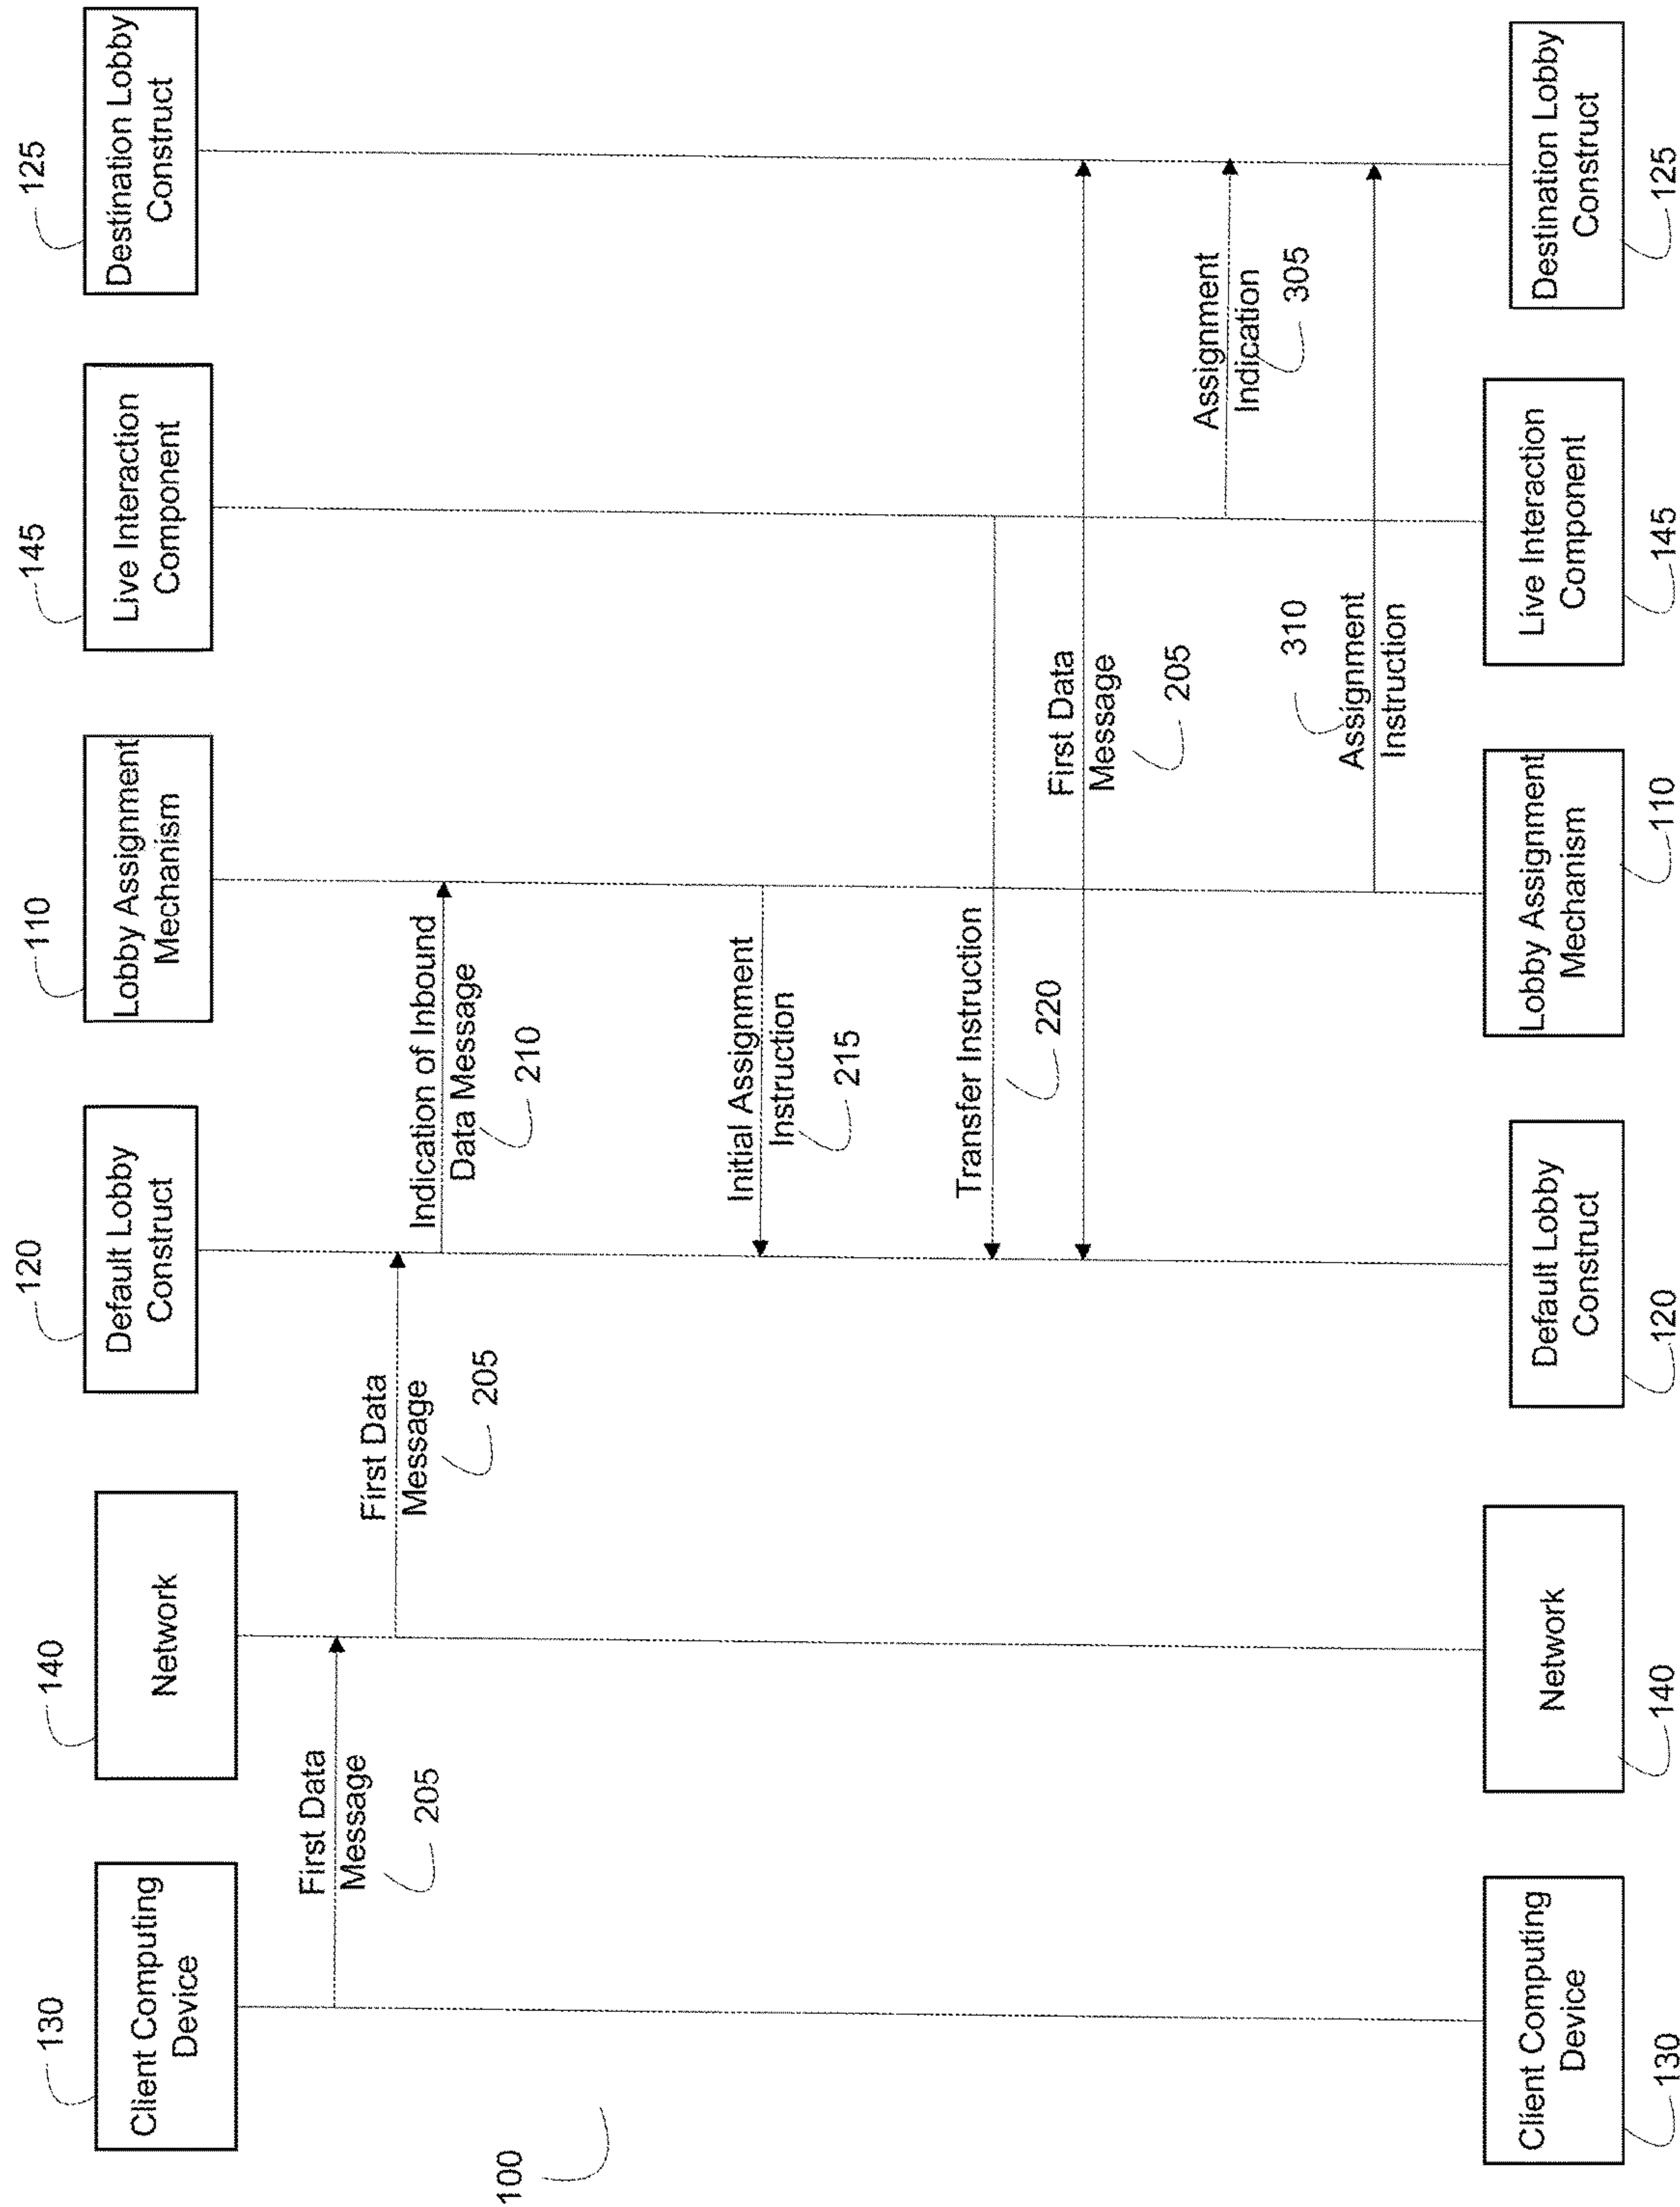 130
140
120
110
145
125
Client Computing
Device
Network
Default Lobby
Construct
Lobby Assignment
Mechanism
Live Interaction
Component
Destination Lobby
Construct
First Data
Message
205
First Data
Message
205
Indication of Inbound
Data Message
210
Initial Assignment
Instruction
215
Transfer Instruction
220
First Data
Message
205
Assignment
Indication
305
310
Assignment
Instruction
100
Client Computing
Device
Network
Default Lobby
Construct
Lobby Assignment
Mechanism
Live Interaction
Component
Destination Lobby
Construct
130
140
120
110
145
125